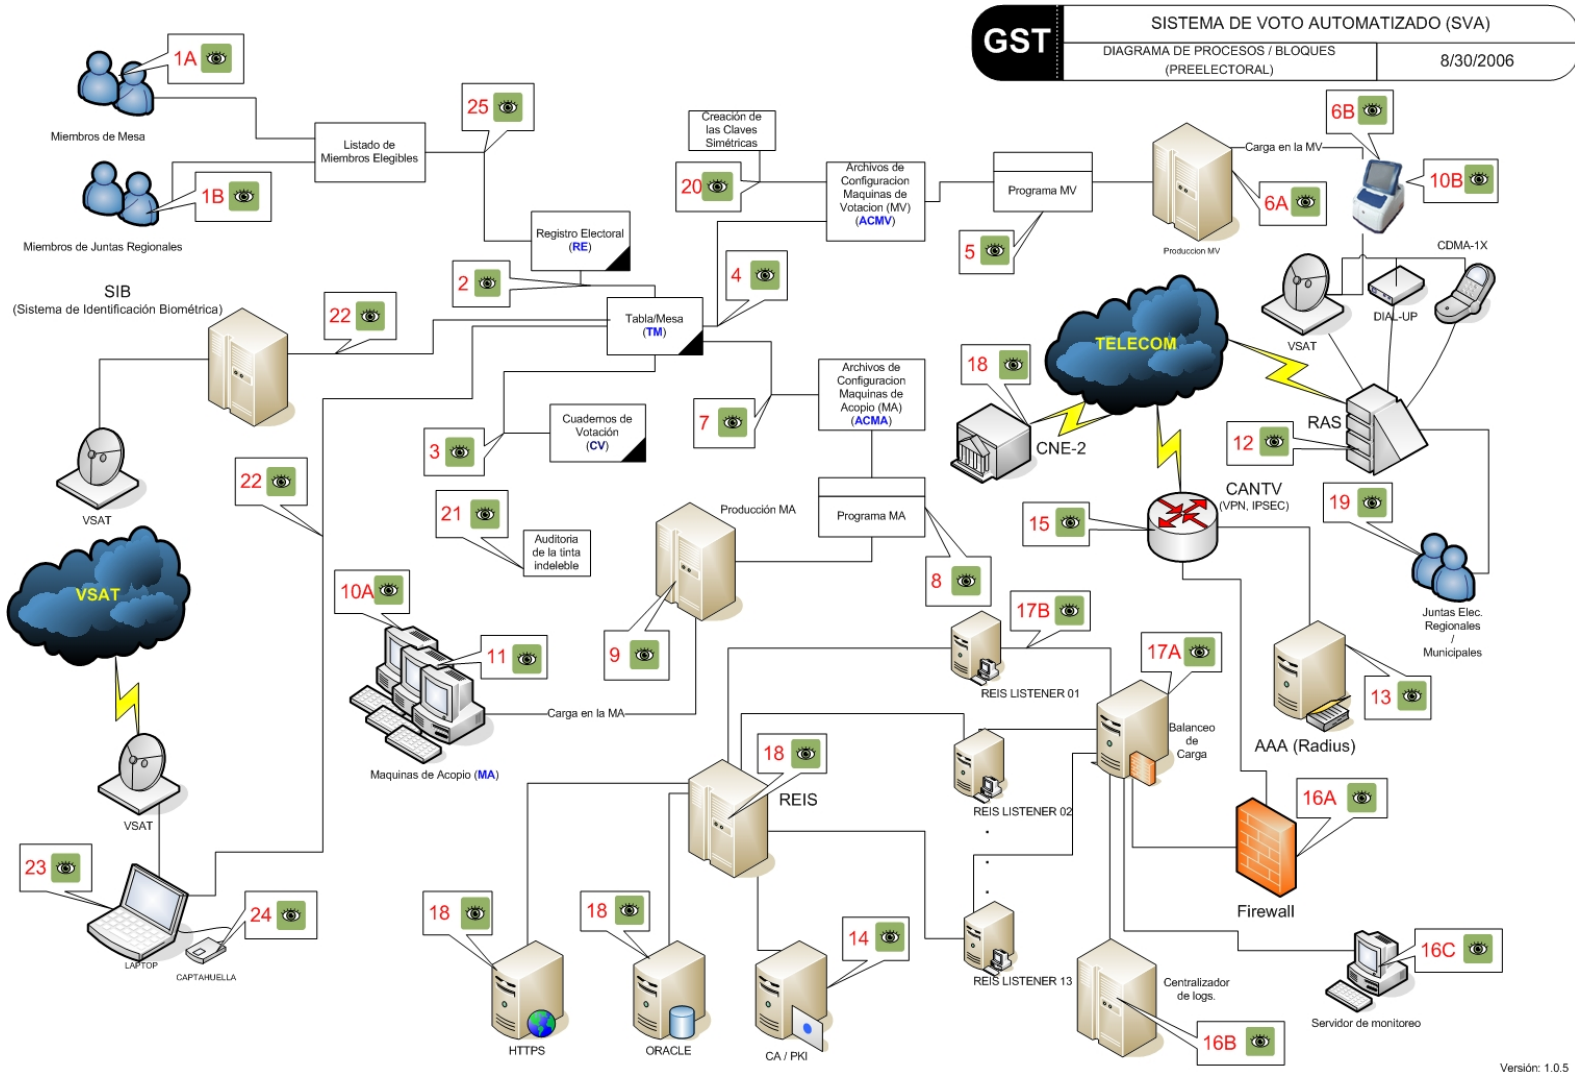 GST
SISTEMA DE VOTO AUTOMATIZADO (SVA)
DIAGRAMA DE PROCESOS / BLOQUES
(PREELECTORAL)
8/30/2006
1A
Miembros de Mesa
1B
Miembros de Juntas Regionales
Listado de
Miembros Elegibles
25
Creación de
las Claves
Simétricas
20
Archivos de
Configuracion
Maquinas de
Votacion (MV)
(ACMV)
Programa MV
5
Produccion MV
6A
Carga en la MV
6B
10B
CDMA-1X
DIAL-UP
VSAT
Registro Electoral
(RE)
2
4
SIB
(Sistema de Identificación Biométrica)
22
Tabla/Mesa
(TM)
Cuadernos de
Votación
(CV)
3
7
Archivos de
Configuracion
Maquinas de
Acopio (MA)
(ACMA)
TELECOM
18
CNE-2
RAS
12
CANTV
(VPN, IPSEC)
15
19
Juntas Elec.
Regionales
/
Municipales
VSAT
22
21
Auditoria
de la tinta
indeleble
Producción MA
Programa MA
8
9
VSAT
10A
11
Carga en la MA
Maquinas de Acopio (MA)
17B
REIS LISTENER 01
17A
Balanceo
de
Carga
13
AAA (Radius)
VSAT
18
REIS
REIS LISTENER 02
.
.
.
REIS LISTENER 13
16A
Firewall
23
LAPTOP
24
CAPTAHUELLA
18
HTTPS
18
ORACLE
14
CA / PKI
Centralizador
de logs.
16B
16C
Servidor de monitoreo
Versión: 1.0.5